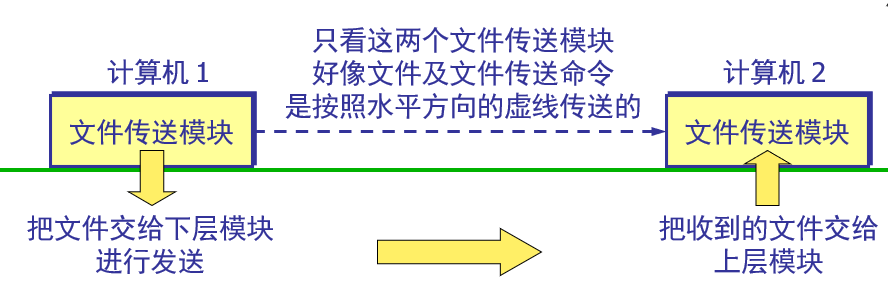 只看这两个文件传送模块
计算机 1
好像文件及文件传送命令
计算机 2
是按照水平方向的虚线传送的
文件传送模块
文件传送模块
把文件交给下层模块
进行发送
把收到的文件交给
上层模块